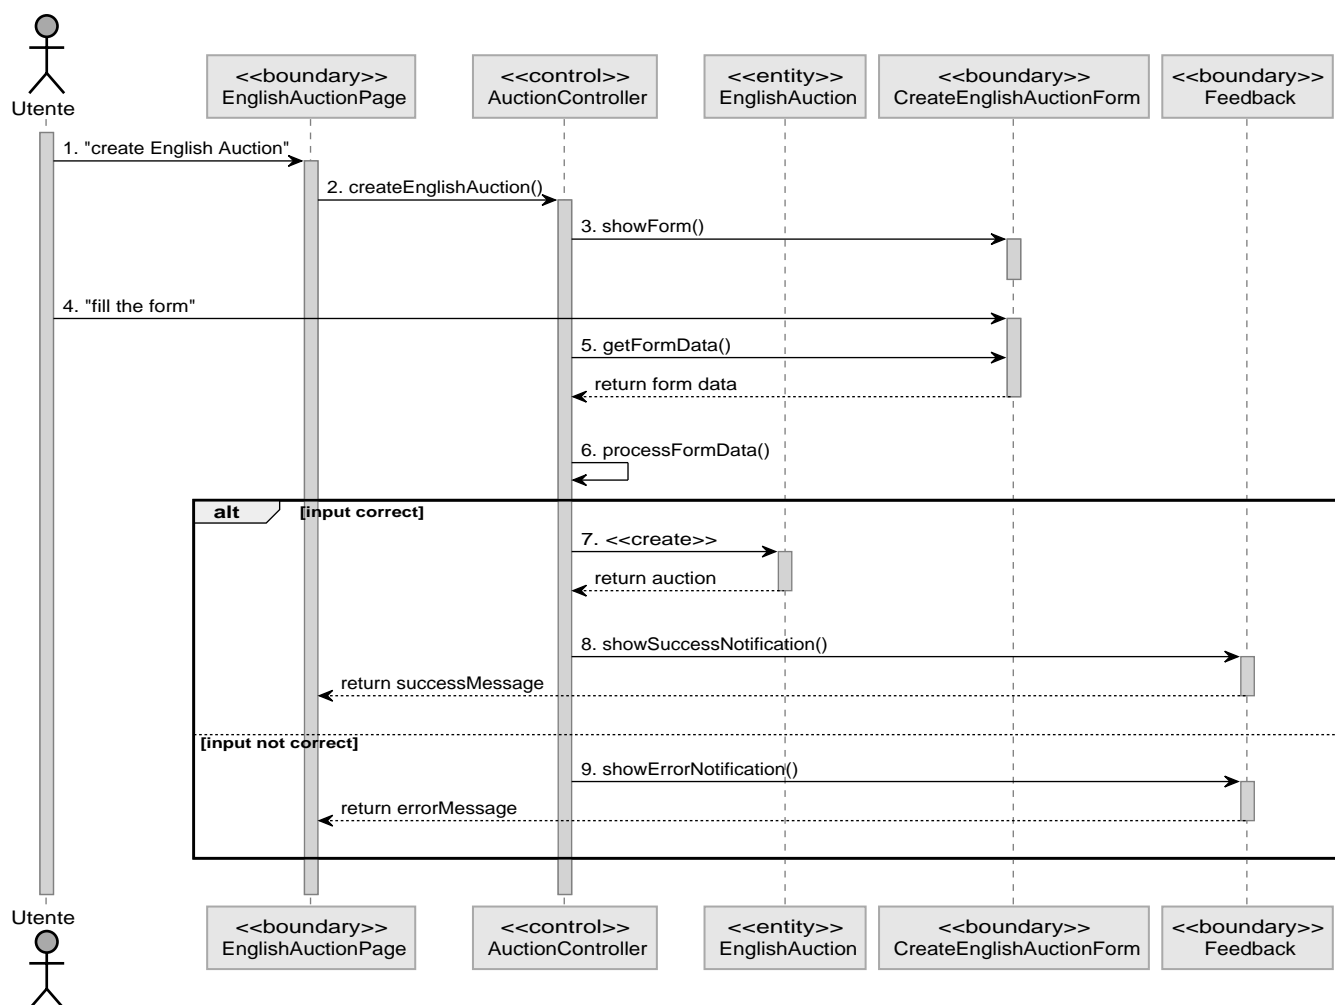 Utente
<<boundary>>
EnglishAuctionPage
<<control>>
AuctionController
<<entity>>
EnglishAuction
<<boundary>>
CreateEnglishAuctionForm
<<boundary>>
Feedback
1. "create English Auction"
2. createEnglishAuction()
3. showForm()
4. "fill the form"
5. getFormData()
return form data
6. processFormData()
alt
[input correct]
7. <<create>>
return auction
8. showSuccessNotification()
return successMessage
[input not correct]
9. showErrorNotification()
return errorMessage
Utente
<<boundary>>
EnglishAuctionPage
<<control>>
AuctionController
<<entity>>
EnglishAuction
<<boundary>>
CreateEnglishAuctionForm
<<boundary>>
Feedback